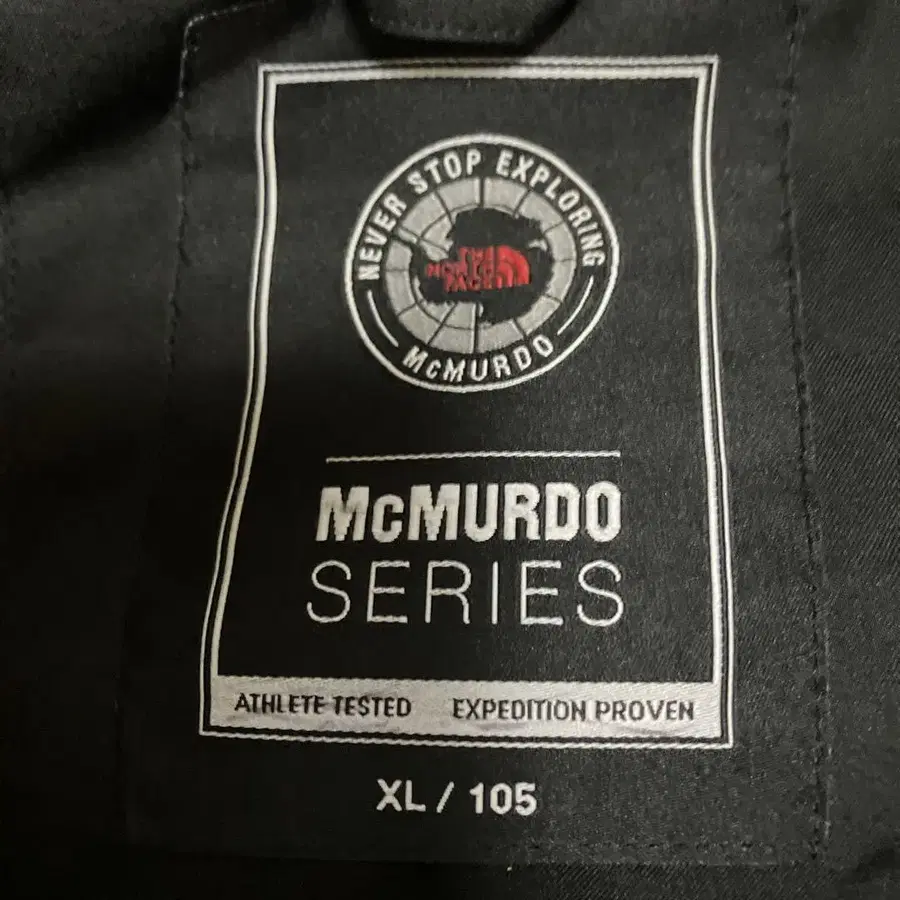 NEVER STOP EXPLORING
THE
NORTH
FACE
McMURDO
McMURDO
SERIES
ATHLETE TESTED EXPEDITION PROVEN
XL / 105